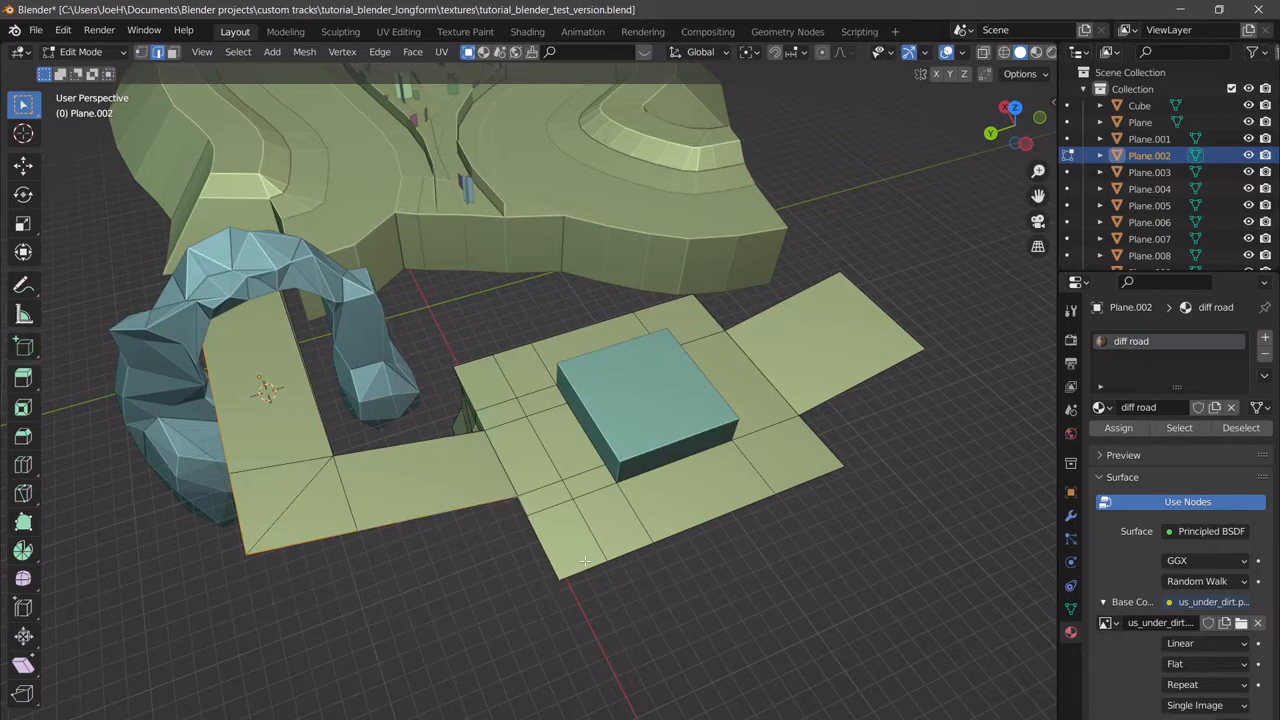 Blender* [C:\Users\JoeH\Documents\Blender projects\custom tracks\tutorial_blender_longform\textures\tutorial_blender_test_version.blend]
File Edit Render Window Help Layout Modeling Sculpting UV Editing Texture Paint Shading Animation Rendering Compositing Geometry Nodes Scripting + Scene ViewLayer
Edit Mode View Select Add Mesh Vertex Edge Face UV Global
X Y Z Options
User Perspective
(0) Plane.002
Z
Y
Scene Collection
Collection
Cube
Plane
Plane.001
Plane.002
Plane.003
Plane.004
Plane.005
Plane.006
Plane.007
Plane.008
Plane.002 diff road
diff road
diff road
Assign Select Deselect
Preview
Surface
Use Nodes
Surface Principled BSDF
GGX
Random Walk
Base Co... us_under_dirt.p...
us_under_dirt....
Linear
Flat
Repeat
Single Image